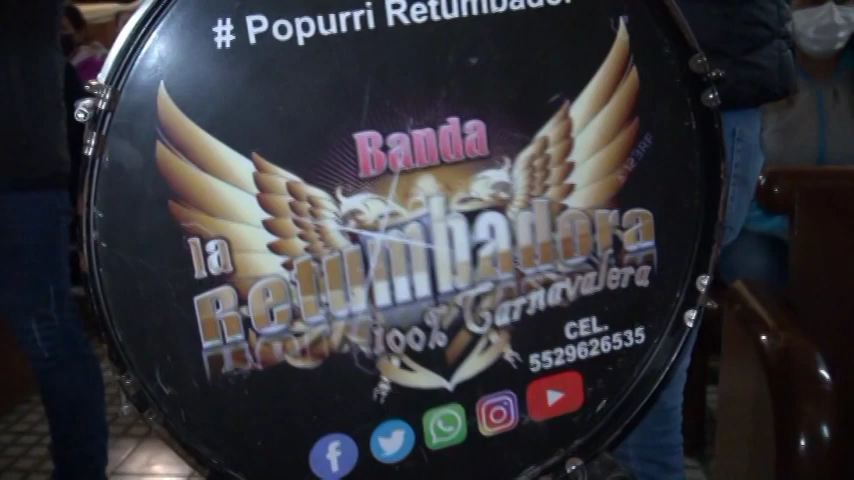 # Popurri Retumbador
Banda
la
Retumbadora
100% Carnavalera
CEL.
5529626535